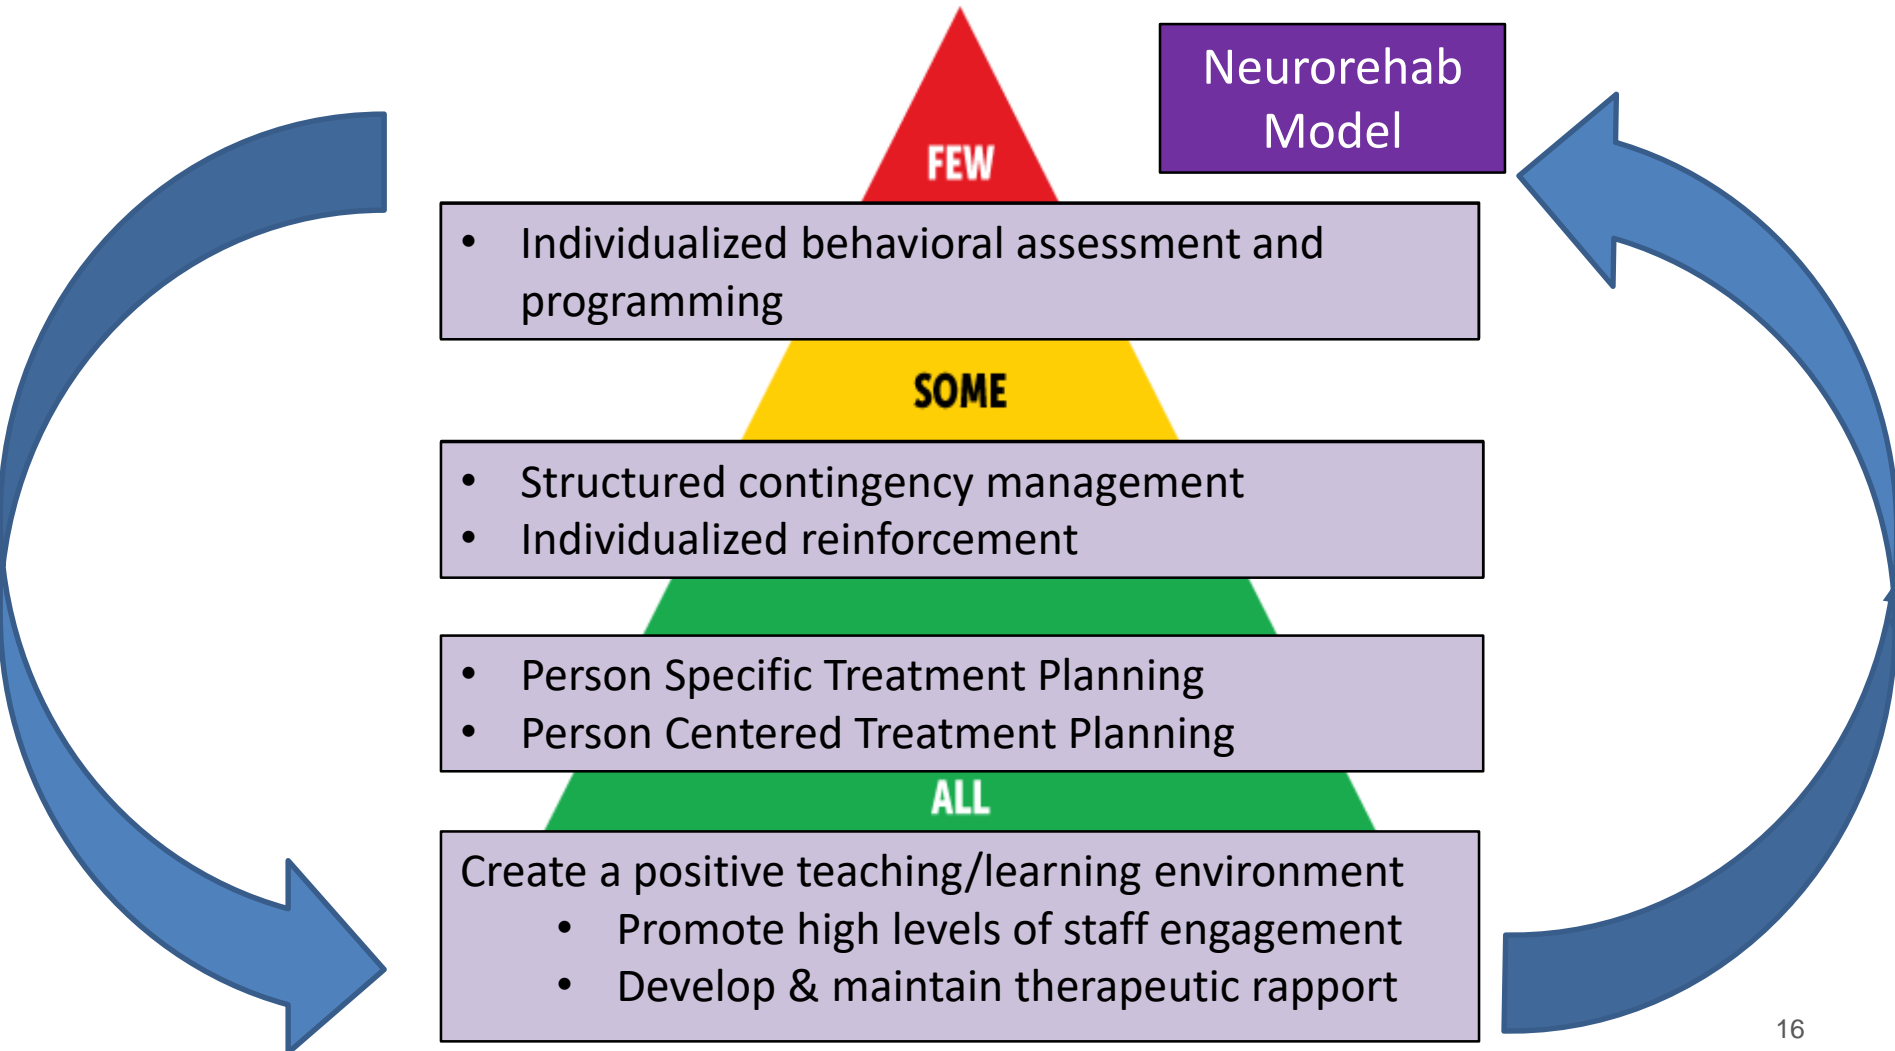 Neurorehab
Model
FEW
• Individualized behavioral assessment and
programming
SOME
• Structured contingency management
• Individualized reinforcement
• Person Specific Treatment Planning
• Person Centered Treatment Planning
ALL
Create a positive teaching/learning environment
• Promote high levels of staff engagement
• Develop & maintain therapeutic rapport
16